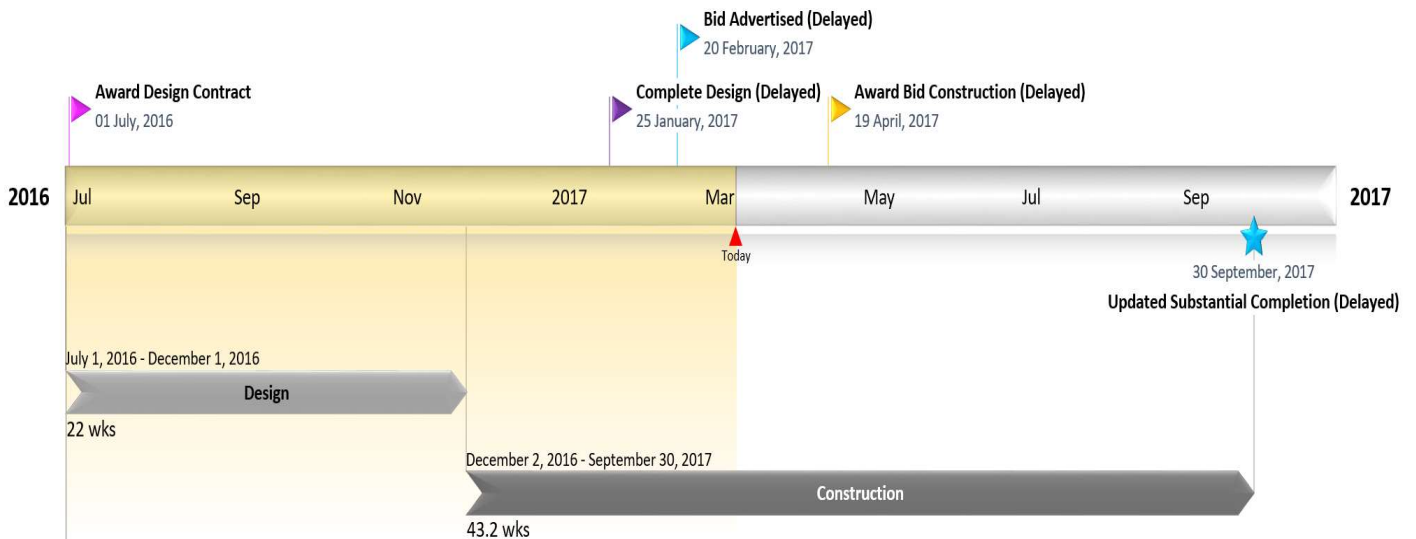 Bid Advertised (Delayed)
20 February, 2017
Award Design Contract
01 July, 2016
Complete Design (Delayed)
25 January, 2017
Award Bid Construction (Delayed)
19 April, 2017
2016 Jul Sep Nov 2017 Mar May Jul Sep 2017
Today
30 September, 2017
Updated Substantial Completion (Delayed)
July 1, 2016 - December 1, 2016
Design
22 wks
December 2, 2016 - September 30, 2017
Construction
43.2 wks